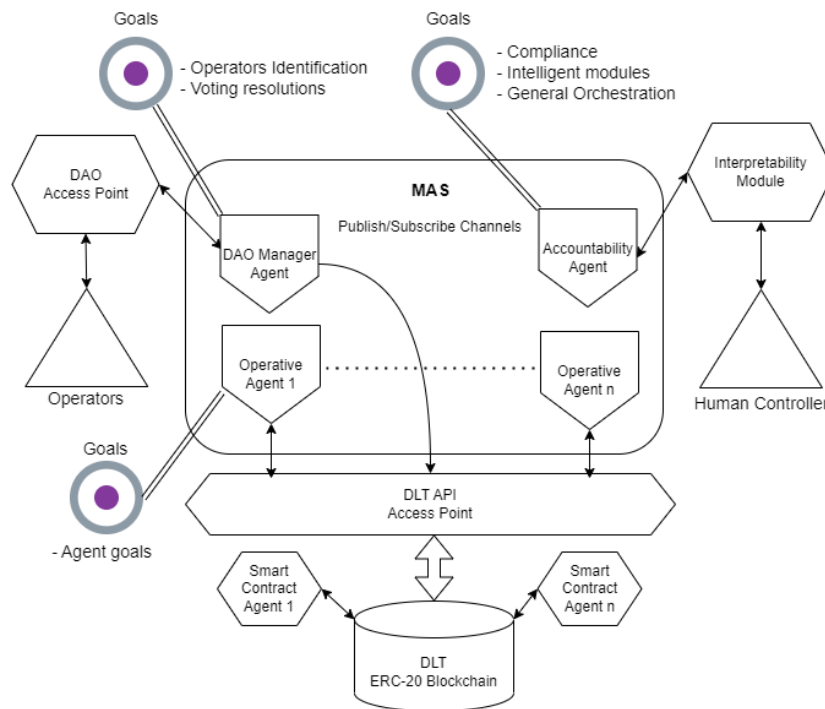 Goals
- Operators Identification
- Voting resolutions
Goals
- Compliance
- Intelligent modules
- General Orchestration
DAO
Access Point
Interpretability
Module
MAS
Publish/Subscribe Channels
DAO Manager
Agent
Accountability
Agent
Operative
Agent 1
Operative
Agent n
Operators
Human Controller
Goals
- Agent goals
DLT API
Access Point
Smart
Contract
Agent 1
Smart
Contract
Agent n
DLT
ERC-20 Blockchain